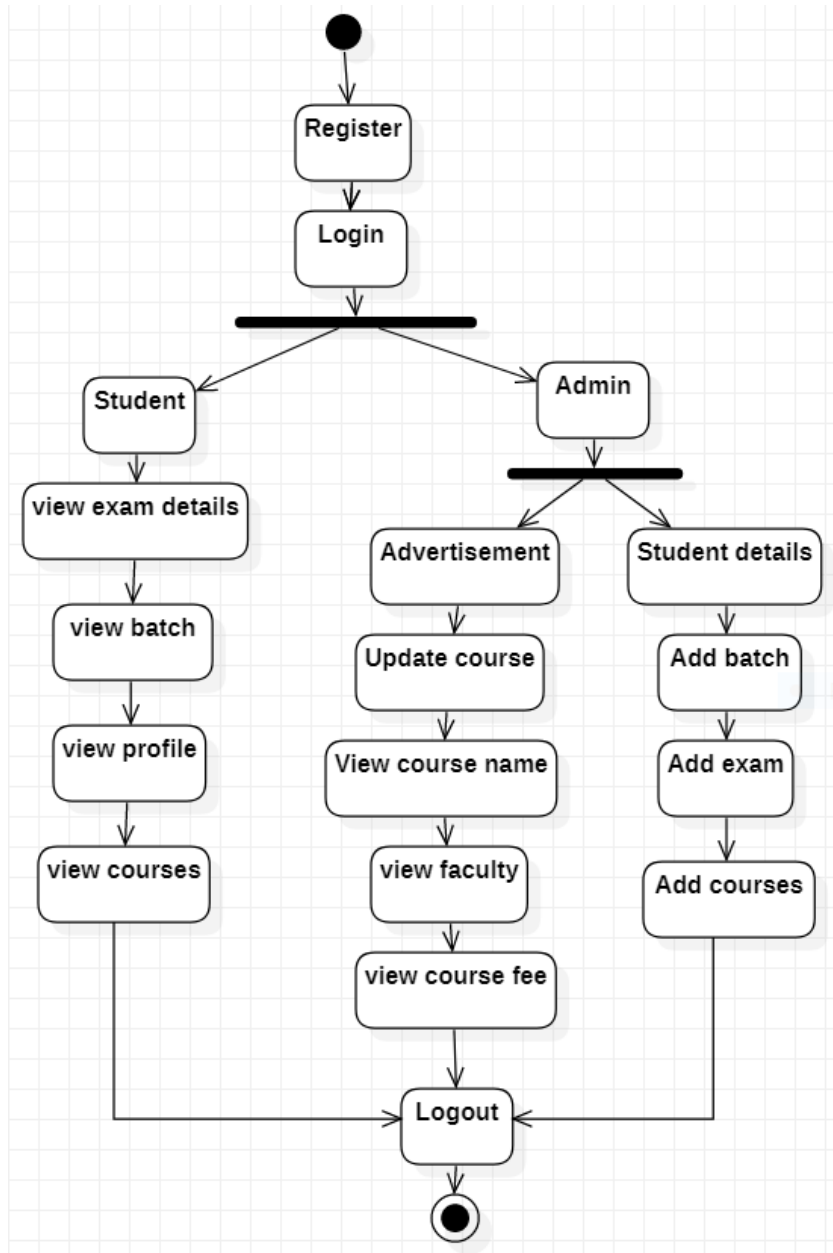 Register
Login
Student
Admin
view exam details
view batch
view profile
view courses
Advertisement
Update course
View course name
view faculty
view course fee
Student details
Add batch
Add exam
Add courses
Logout